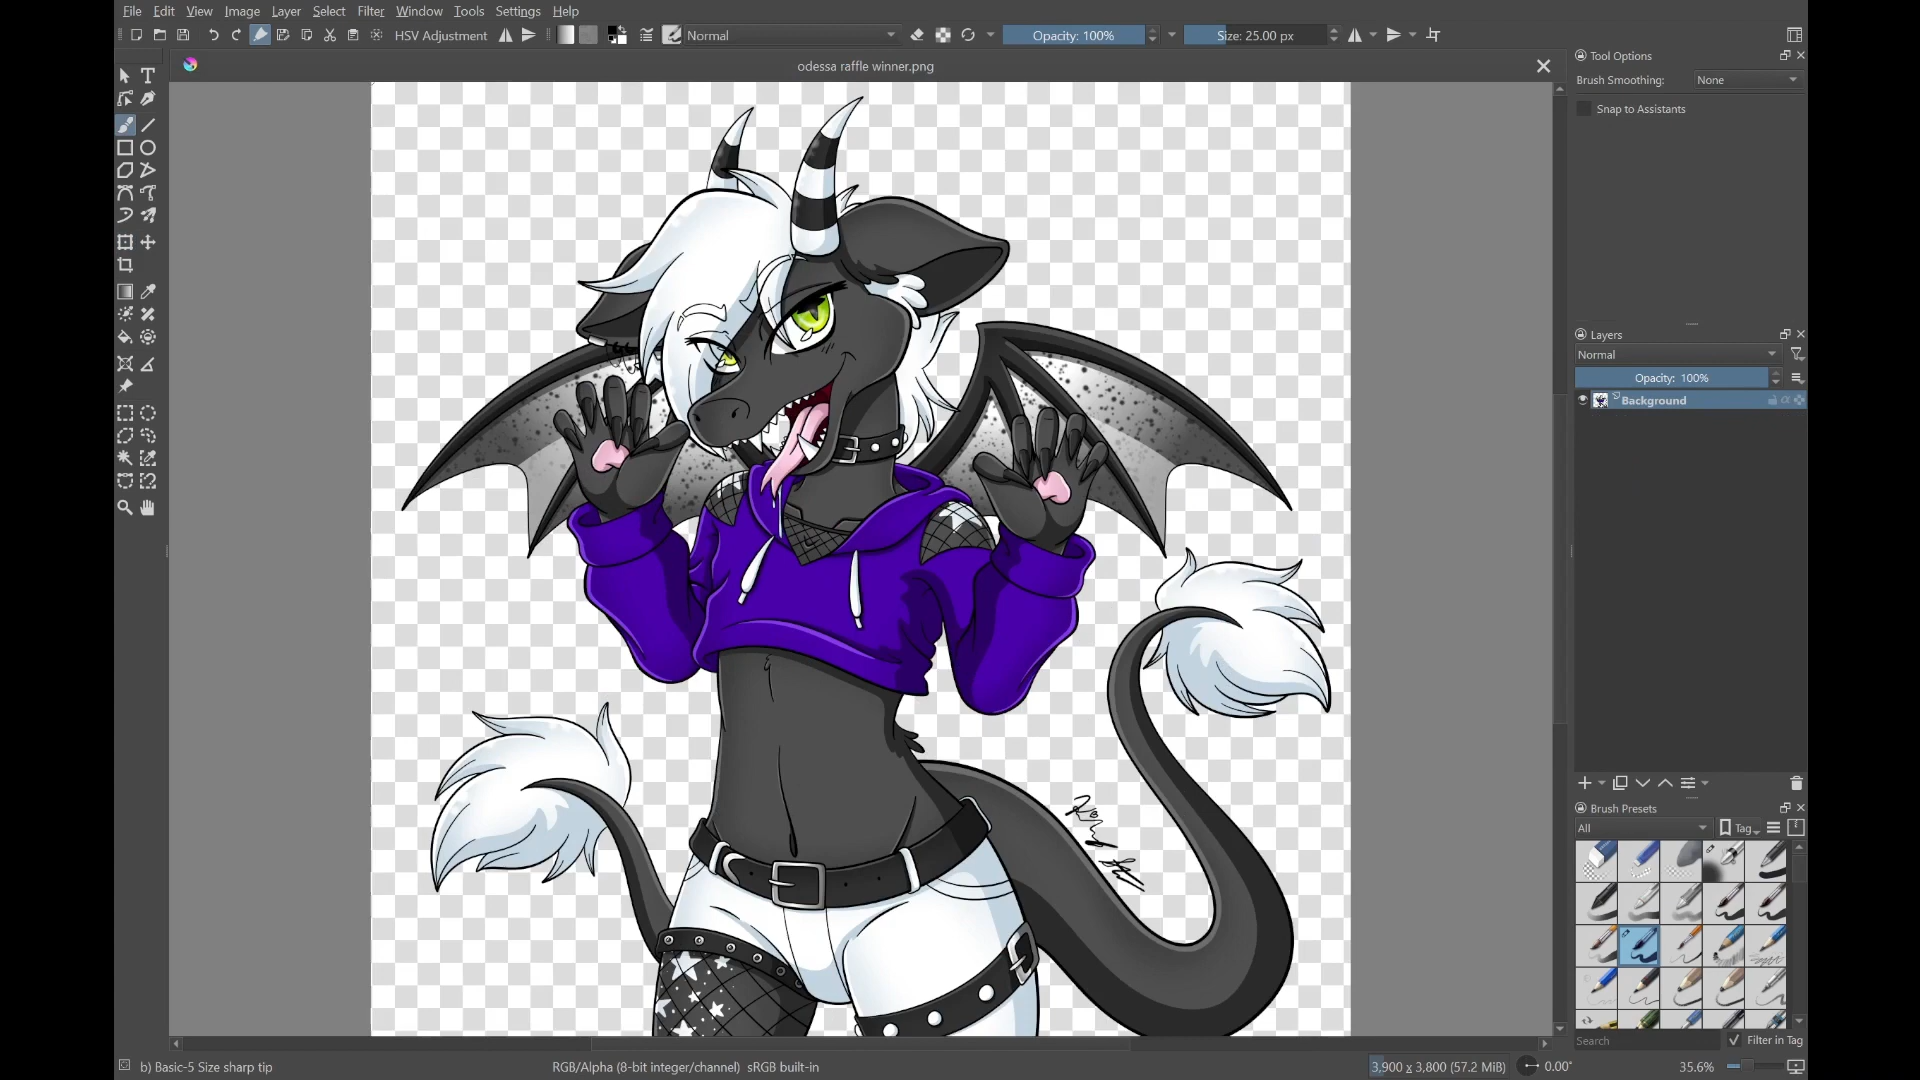 File Edit View Image Layer Select Filter Window Tools Settings Help
HSV Adjustment Normal Opacity: 100% Size: 25.00 px
odessa raffle winner.png
Tool Options
Brush Smoothing: None
Snap to Assistants
Layers
Normal
Opacity: 100%
Background
Brush Presets
All Tag
Search Filter in Tag
b) Basic-5 Size sharp tip RGB/Alpha (8-bit integer/channel) sRGB built-in 3,900 x 3,800 (57.2 MiB) 0.00° 35.6%